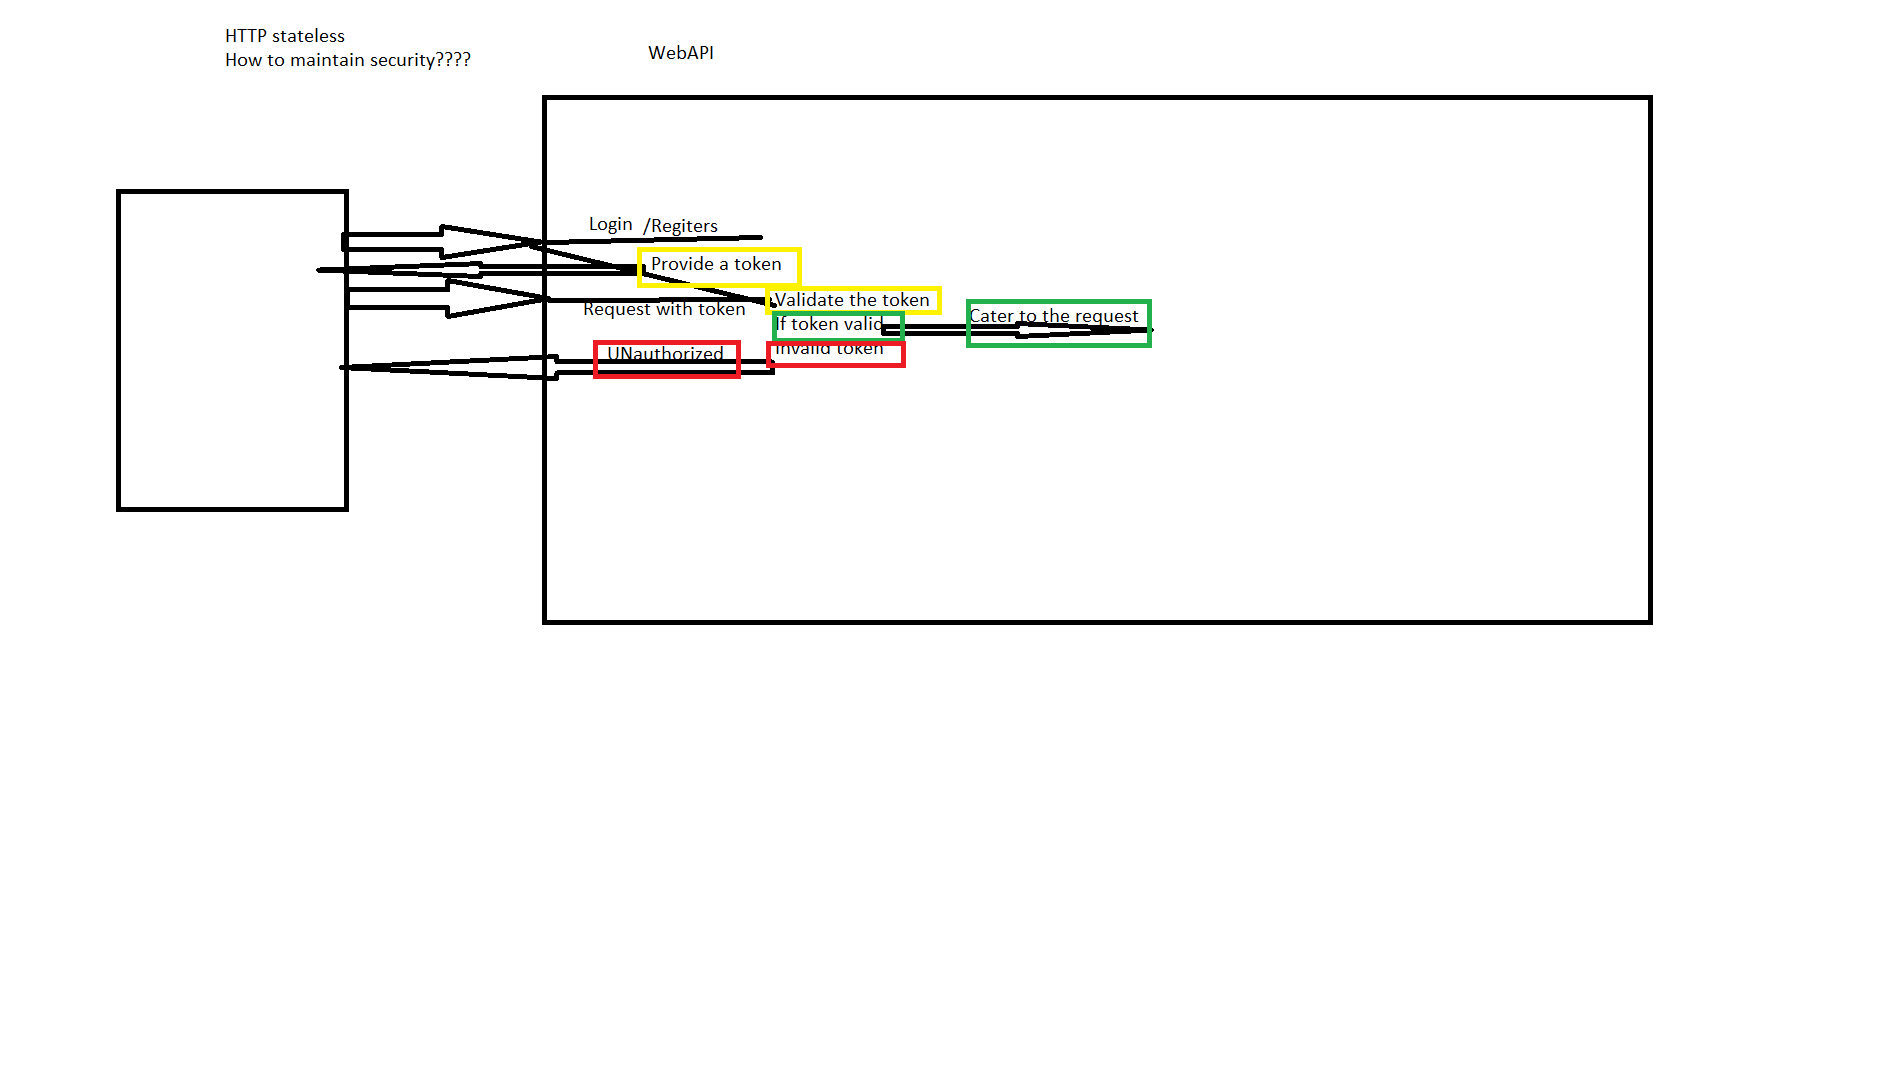 HTTP stateless
How to maintain security????
WebAPI
Login /Regiters
Provide a token
Validate the token
Request with token
If token valid
Cater to the request
Invalid token
UNauthorized